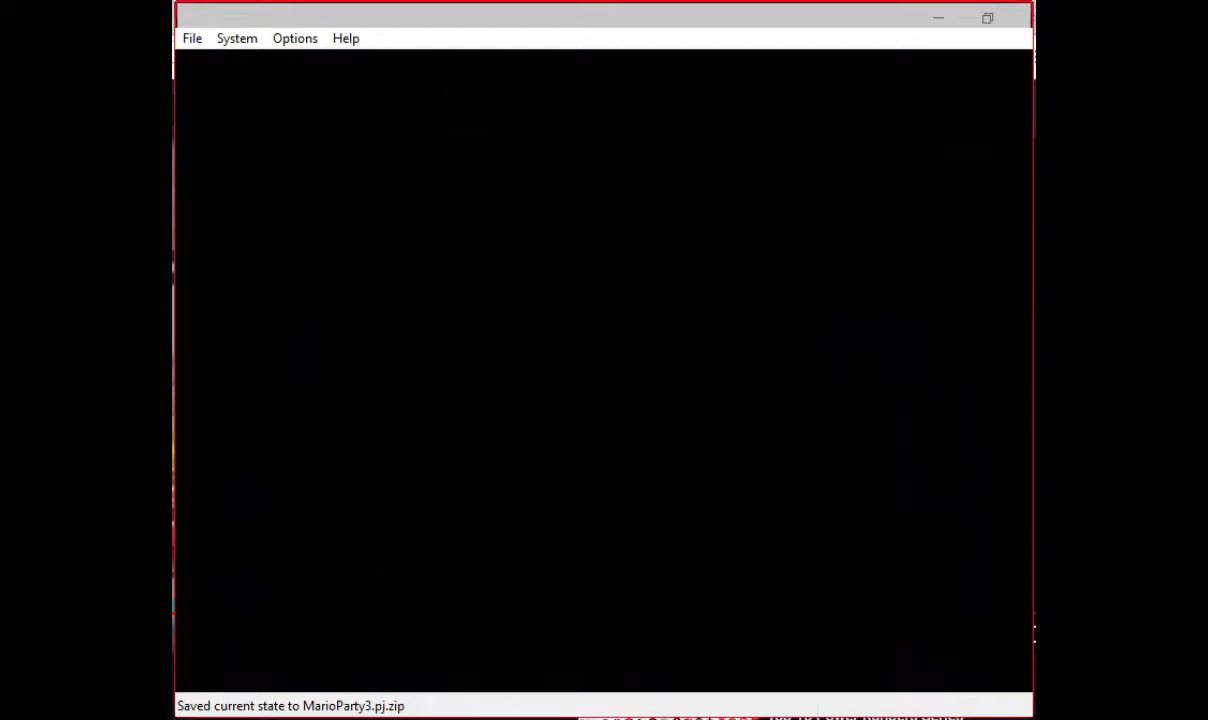 File System Options Help
Saved current state to MarioParty3.pj.zip